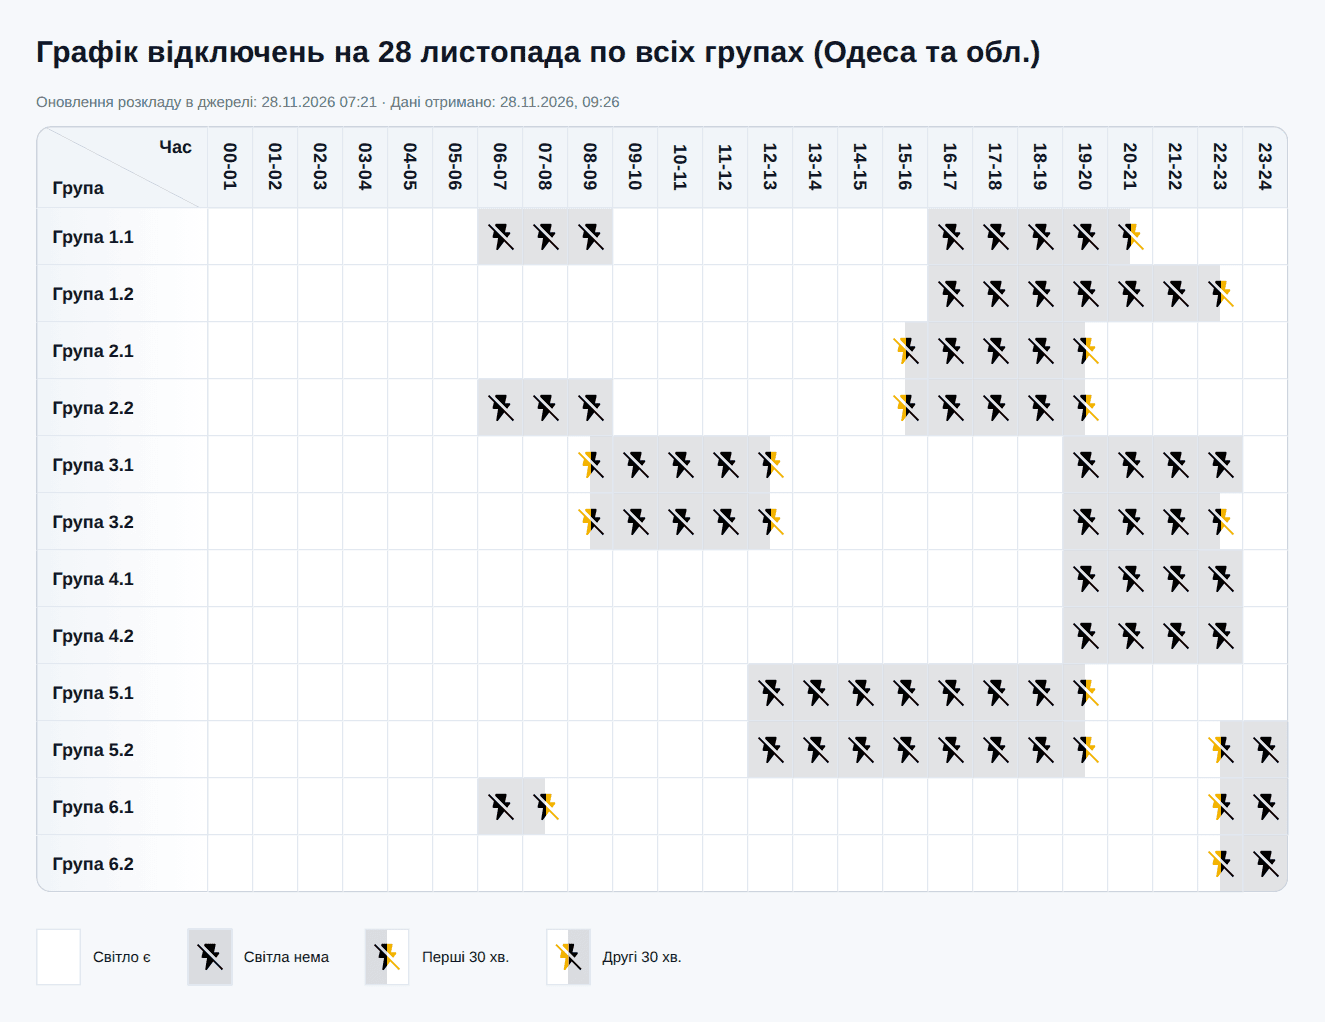 Графік відключень на 28 листопада по всіх групах (Одеса та обл.)
Оновлення розкладу в джерелі: 28.11.2026 07:21 · Дані отримано: 28.11.2026, 09:26
Час
Група
00-01 01-02 02-03 03-04 04-05 05-06 06-07 07-08 08-09 09-10 10-11 11-12 12-13 13-14 14-15 15-16 16-17 17-18 18-19 19-20 20-21 21-22 22-23 23-24
Група 1.1
Група 1.2
Група 2.1
Група 2.2
Група 3.1
Група 3.2
Група 4.1
Група 4.2
Група 5.1
Група 5.2
Група 6.1
Група 6.2
Світло є Світла нема Перші 30 хв. Другі 30 хв.